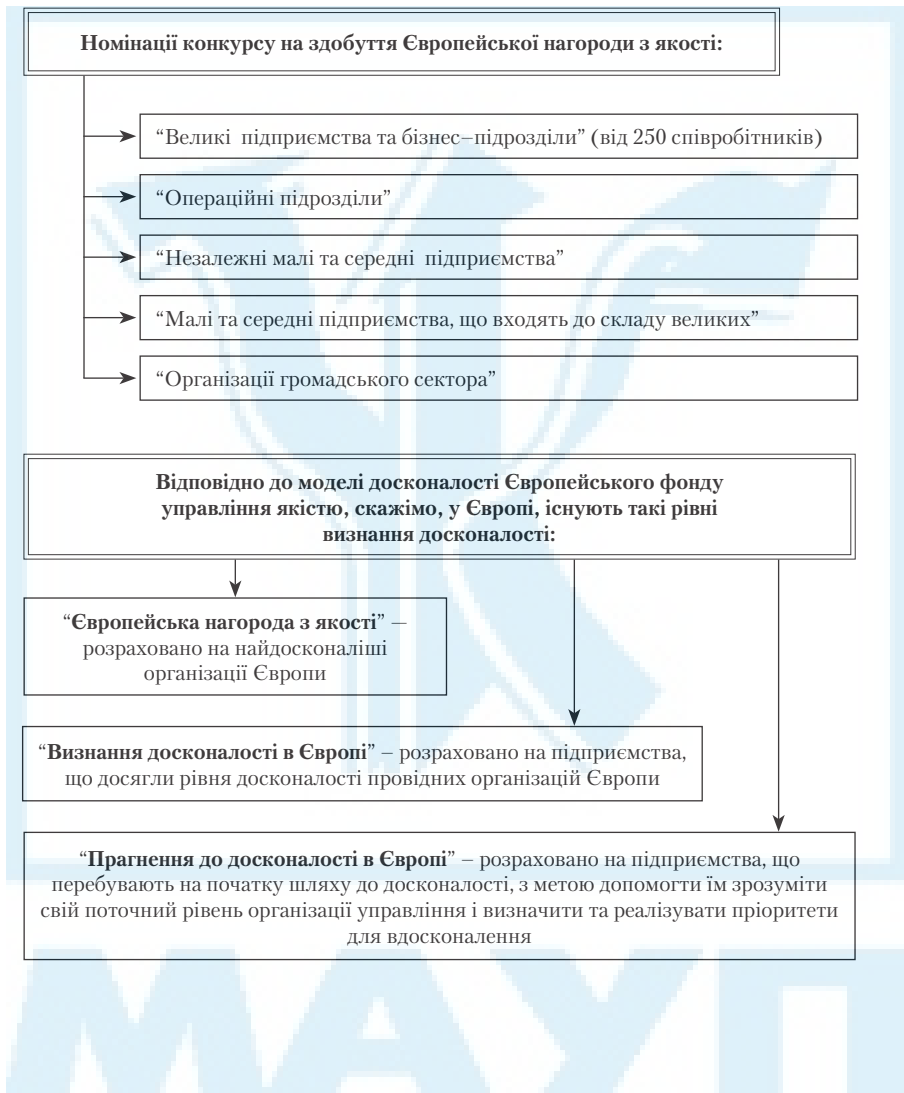 Номінації конкурсу на здобуття Європейської нагороди з якості:
“Великі підприємства та бізнес–підрозділи” (від 250 співробітників)
“Операційні підрозділи”
“Незалежні малі та середні підприємства”
“Малі та середні підприємства, що входять до складу великих”
“Організації громадського сектора”
Відповідно до моделі досконалості Європейського фонду
управління якістю, скажімо, у Європі, існують такі рівні
визнання досконалості:
“Європейська нагорода з якості” –
розраховано на найдосконаліші
організації Європи
“Визнання досконалості в Європі” – розраховано на підприємства,
що досягли рівня досконалості провідних організацій Європи
“Прагнення до досконалості в Європі” – розраховано на підприємства, що
перебувають на початку шляху до досконалості, з метою допомогти їм зрозуміти
свій поточний рівень організації управління і визначити та реалізувати пріоритети
для вдосконалення
МАУП